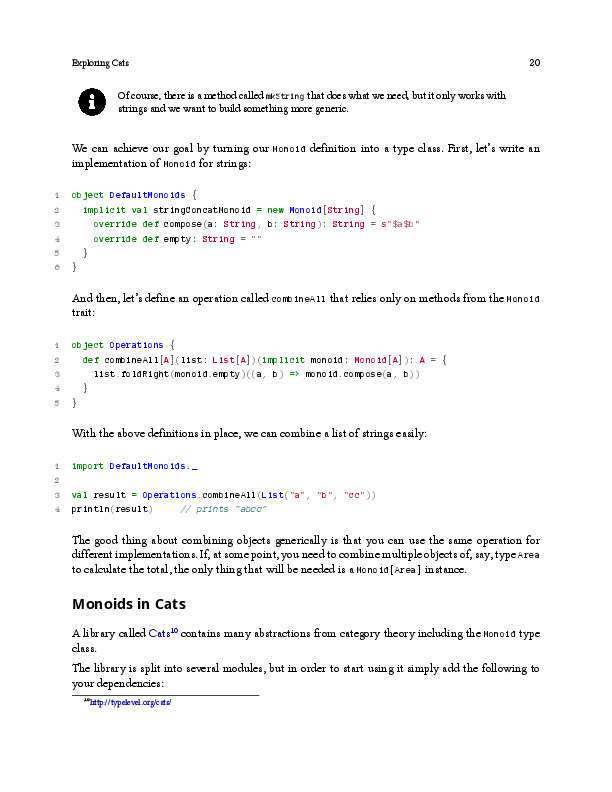 Exploring Cats 20
Of course, there is a method called mkString that does what we need, but it only works with
strings and we want to build something more generic.
We can achieve our goal by turning our Monoid definition into a type class. First, let's write an
implementation of Monoid for strings:
1 object DefaultMonoids {
2   implicit val stringConcatMonoid = new Monoid[String] {
3     override def compose(a: String, b: String): String = s"$a$b"
4     override def empty: String = ""
5   }
6 }
And then, let's define an operation called combineAll that relies only on methods from the Monoid
trait:
1 object Operations {
2   def combineAll[A](list: List[A])(implicit monoid: Monoid[A]): A = {
3     list.foldRight(monoid.empty)((a, b) => monoid.compose(a, b))
4   }
5 }
With the above definitions in place, we can combine a list of strings easily:
1 import DefaultMonoids._
2
3 val result = Operations.combineAll(List("a", "b", "cc"))
4 println(result)     // prints "abcc"
The good thing about combining objects generically is that you can use the same operation for
different implementations. If, at some point, you need to combine multiple objects of, say, type Area
to calculate the total, the only thing that will be needed is a Monoid[Area] instance.
Monoids in Cats
A library called Cats¹⁰ contains many abstractions from category theory including the Monoid type
class.
The library is split into several modules, but in order to start using it simply add the following to
your dependencies:
¹⁰http://typelevel.org/cats/